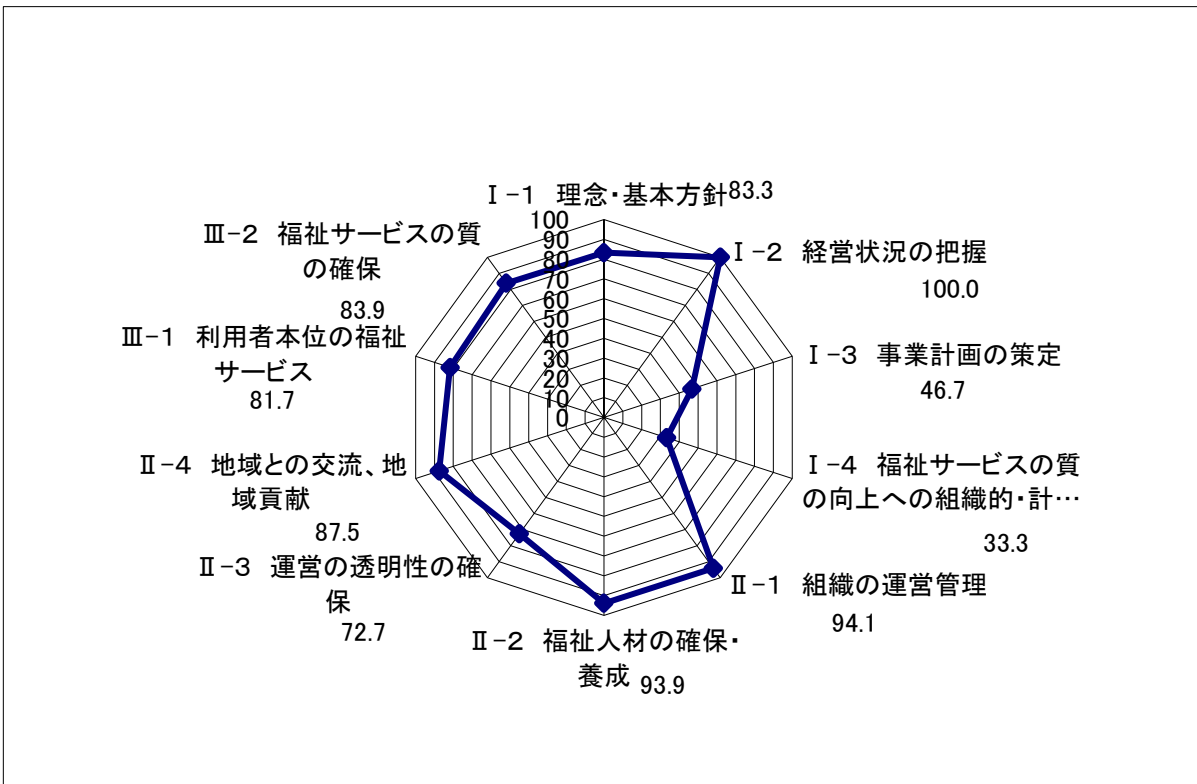 Ⅰ-1 理念・基本方針
83.3
Ⅰ-2 経営状況の把握
100.0
Ⅰ-3 事業計画の策定
46.7
Ⅰ-4 福祉サービスの質
の向上への組織的・計…
33.3
Ⅱ-1 組織の運営管理
94.1
Ⅱ-2 福祉人材の確保・
養成
93.9
Ⅱ-3 運営の透明性の確
保
72.7
Ⅱ-4 地域との交流、地
域貢献
87.5
Ⅲ-1 利用者本位の福祉
サービス
81.7
Ⅲ-2 福祉サービスの質
の確保
83.9
100
90
80
70
60
50
40
30
20
10
0